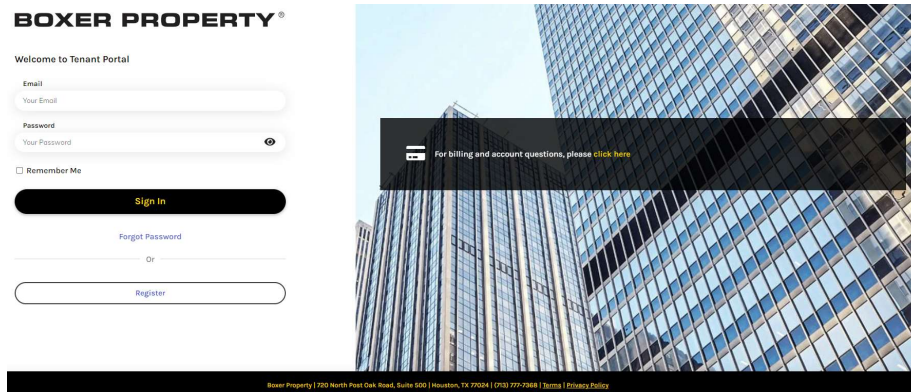 BOXER PROPERTY®
Welcome to Tenant Portal
Email
Your Email
Password
Your Password
Remember Me
Sign In
Forgot Password
Or
Register
For billing and account questions, please click here
Boxer Property | 720 North Post Oak Road, Suite 500 | Houston, TX 77024 | (713) 777-7368 | Terms | Privacy Policy